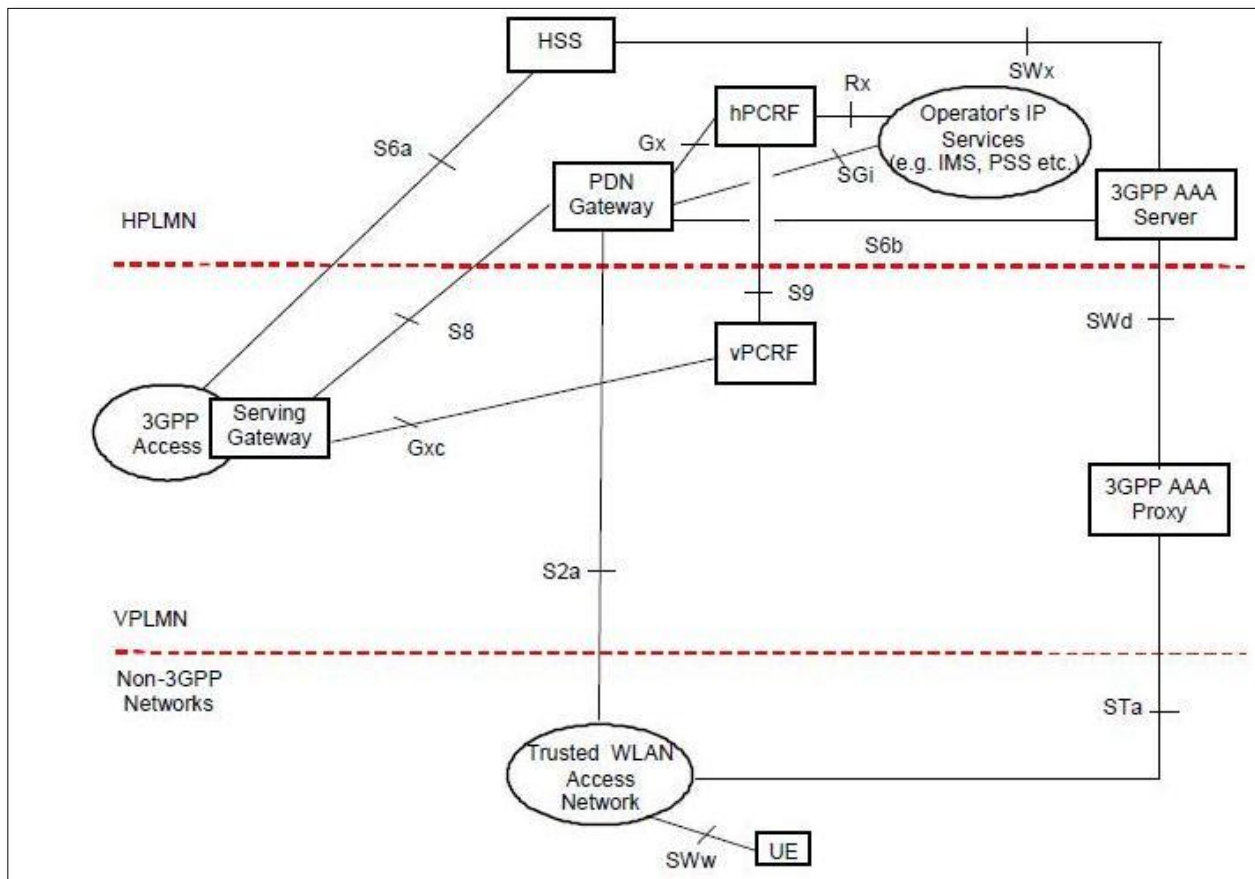 HSS
SWx
Rx
hPCRF
Operator's IP
Services
(e.g. IMS, PSS etc.)
Gx
S6a
SGi
PDN
Gateway
3GPP AAA
Server
HPLMN
S6b
S9
SWd
S8
vPCRF
3GPP
Access
Serving
Gateway
Gxc
3GPP AAA
Proxy
S2a
VPLMN
Non-3GPP
Networks
STa
Trusted WLAN
Access
Network
SWw
UE